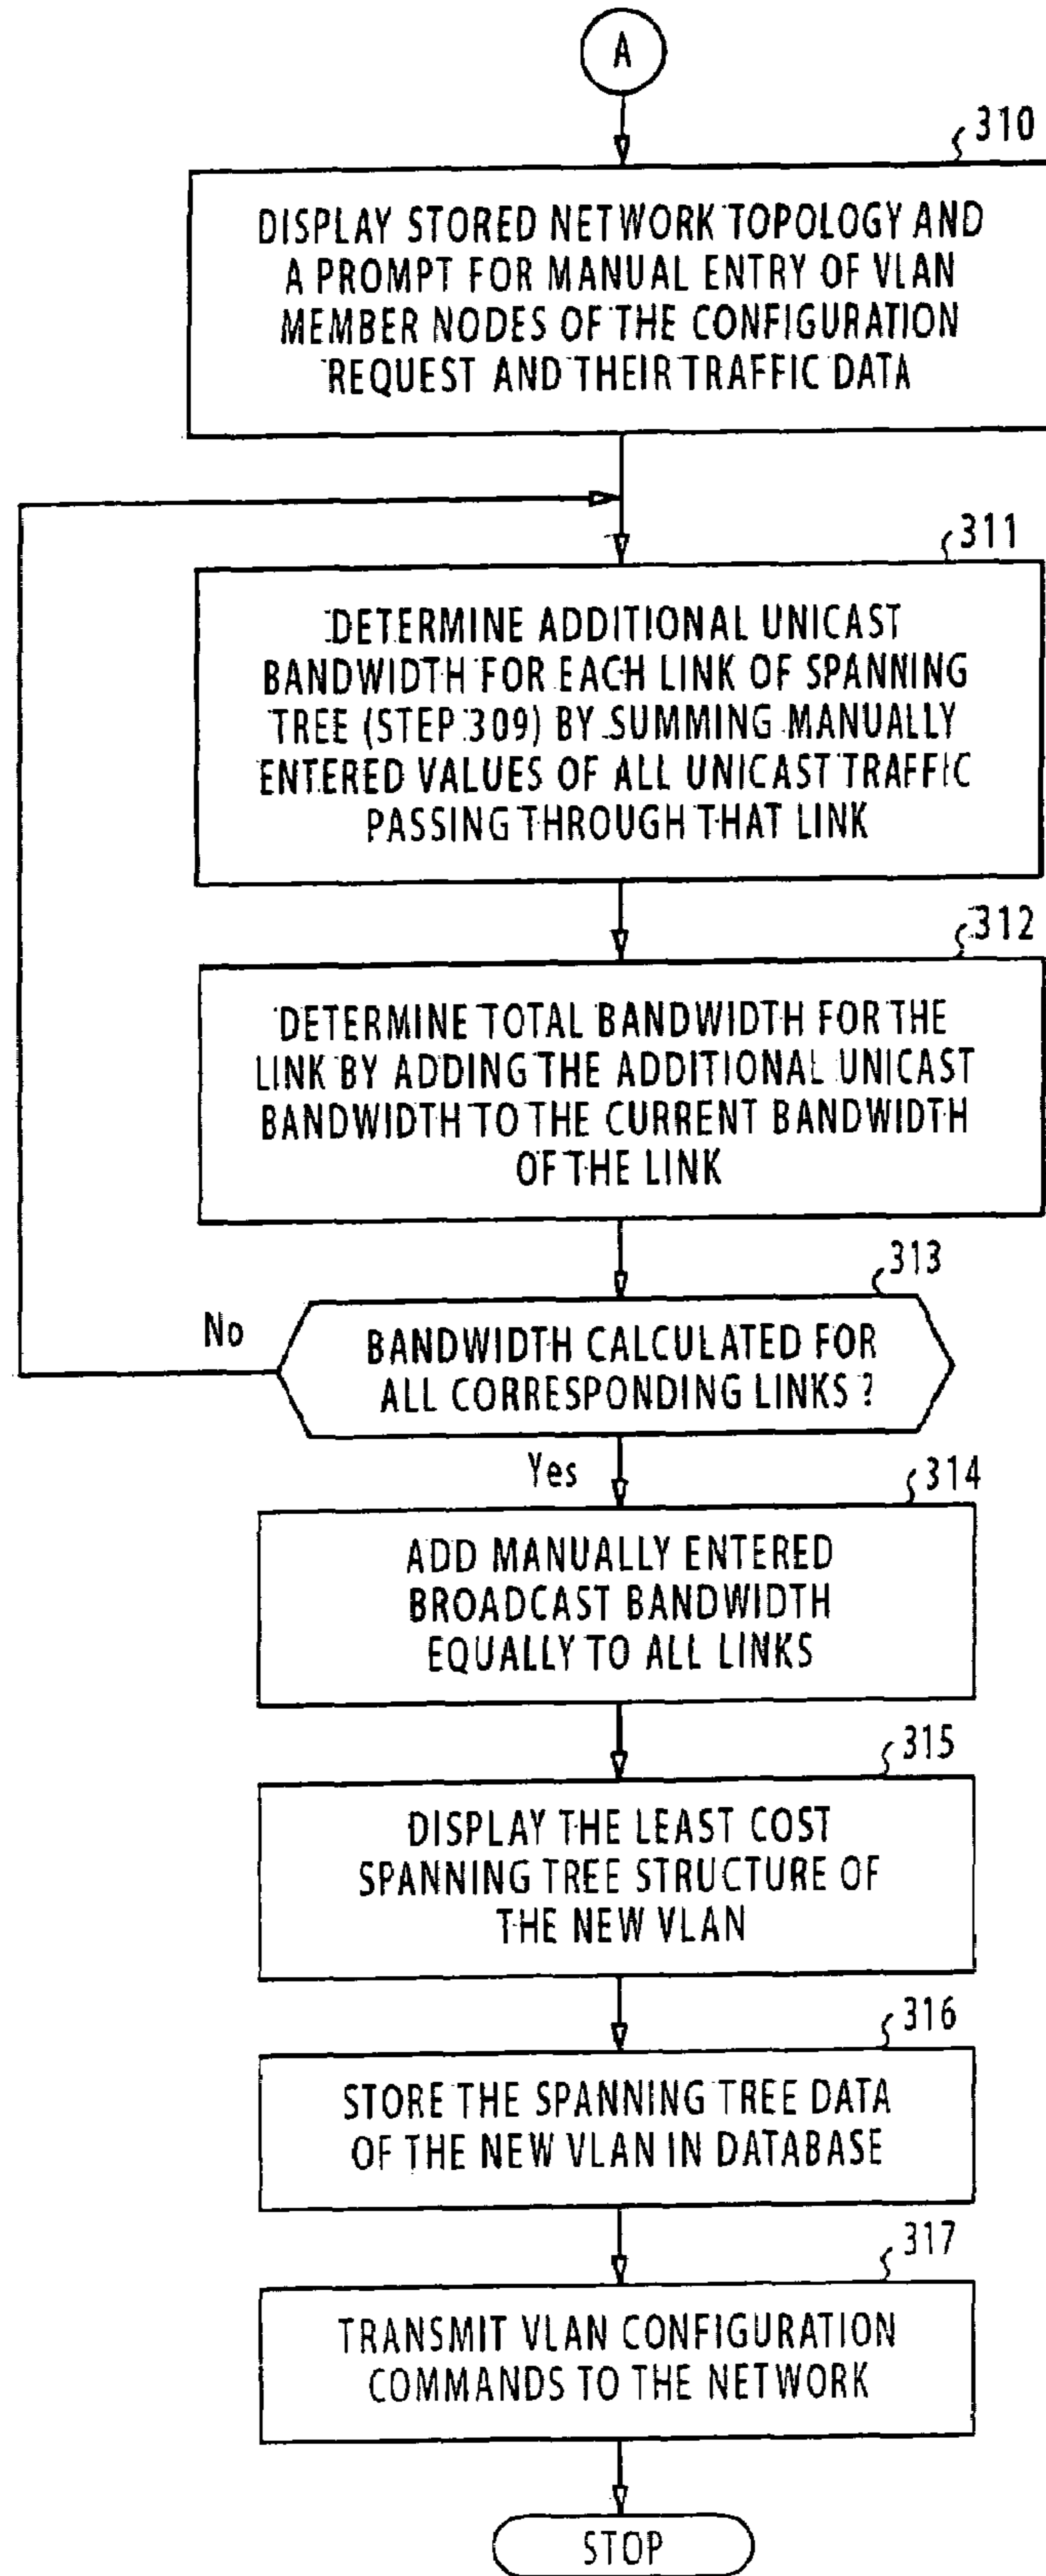 A
310
DISPLAY STORED NETWORK TOPOLOGY AND
A PROMPT FOR MANUAL ENTRY OF VLAN
MEMBER NODES OF THE CONFIGURATION
REQUEST AND THEIR TRAFFIC DATA
311
DETERMINE ADDITIONAL UNICAST
BANDWIDTH FOR EACH LINK OF SPANNING
TREE (STEP 309) BY SUMMING MANUALLY
ENTERED VALUES OF ALL UNICAST TRAFFIC
PASSING THROUGH THAT LINK
312
DETERMINE TOTAL BANDWIDTH FOR THE
LINK BY ADDING THE ADDITIONAL UNICAST
BANDWIDTH TO THE CURRENT BANDWIDTH
OF THE LINK
313
No
BANDWIDTH CALCULATED FOR
ALL CORRESPONDING LINKS ?
Yes
314
ADD MANUALLY ENTERED
BROADCAST BANDWIDTH
EQUALLY TO ALL LINKS
315
DISPLAY THE LEAST COST
SPANNING TREE STRUCTURE OF
THE NEW VLAN
316
STORE THE SPANNING TREE DATA
OF THE NEW VLAN IN DATABASE
317
TRANSMIT VLAN CONFIGURATION
COMMANDS TO THE NETWORK
STOP